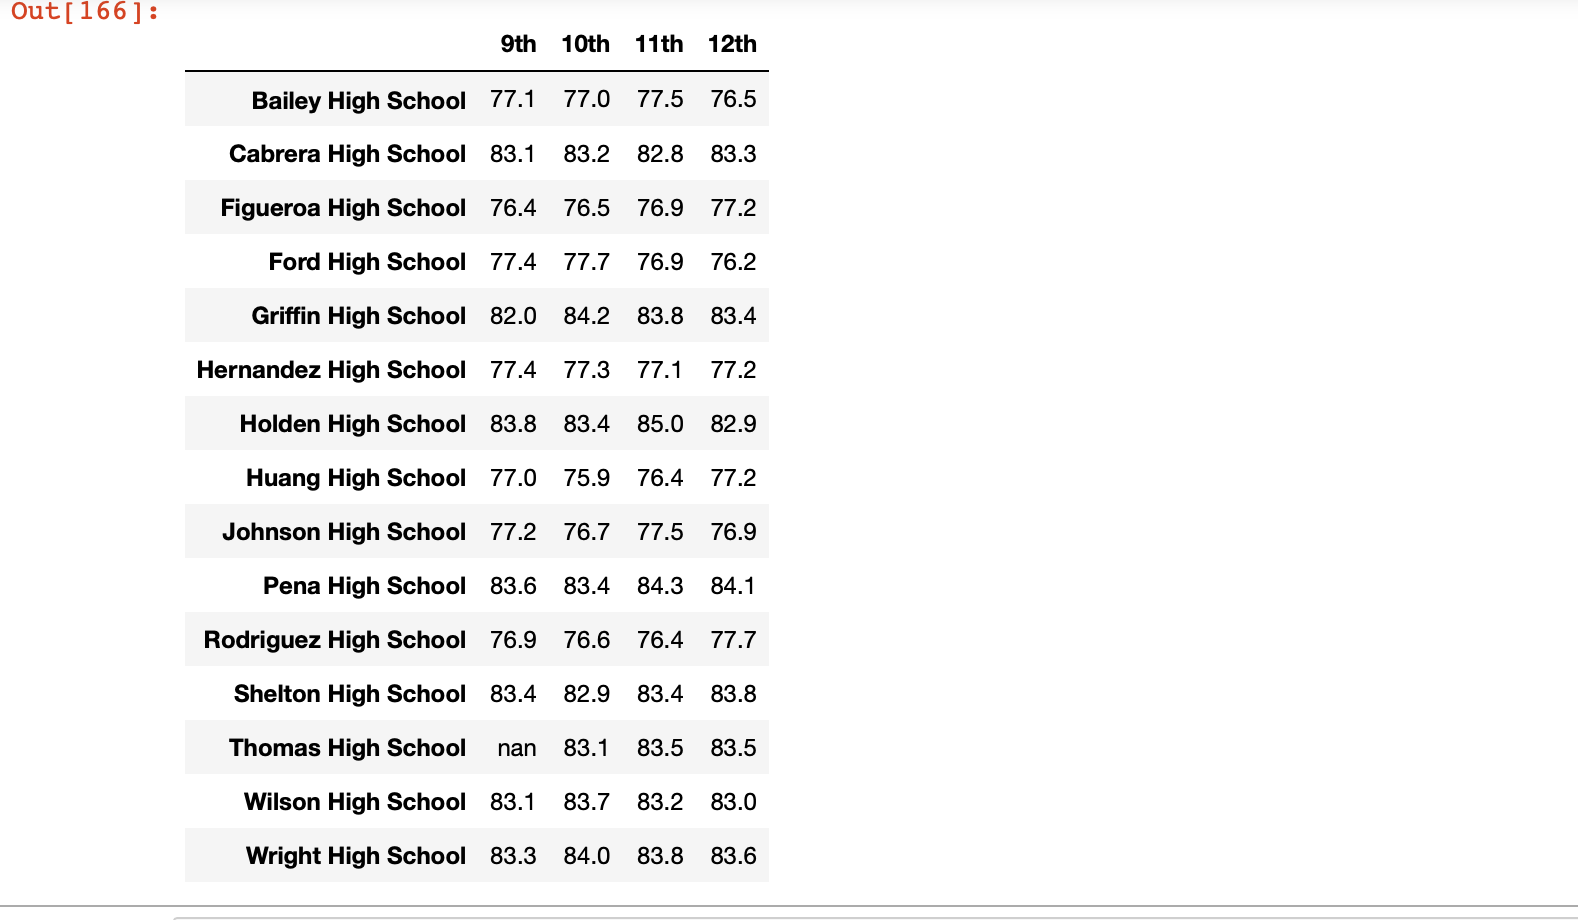 Out[166]:
9th 10th 11th 12th
Bailey High School 77.1 77.0 77.5 76.5
Cabrera High School 83.1 83.2 82.8 83.3
Figueroa High School 76.4 76.5 76.9 77.2
Ford High School 77.4 77.7 76.9 76.2
Griffin High School 82.0 84.2 83.8 83.4
Hernandez High School 77.4 77.3 77.1 77.2
Holden High School 83.8 83.4 85.0 82.9
Huang High School 77.0 75.9 76.4 77.2
Johnson High School 77.2 76.7 77.5 76.9
Pena High School 83.6 83.4 84.3 84.1
Rodriguez High School 76.9 76.6 76.4 77.7
Shelton High School 83.4 82.9 83.4 83.8
Thomas High School nan 83.1 83.5 83.5
Wilson High School 83.1 83.7 83.2 83.0
Wright High School 83.3 84.0 83.8 83.6